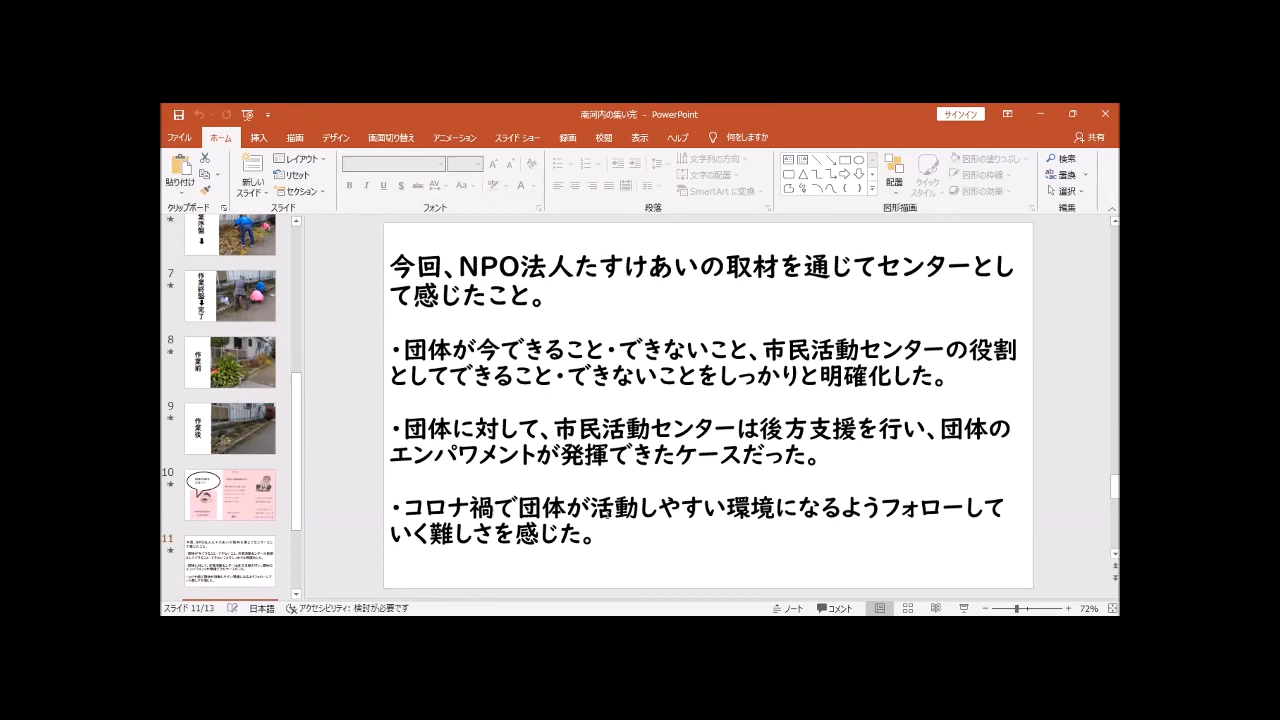 南河内の集い完 - PowerPoint
サインイン
ファイル ホーム 挿入 描画 デザイン 画面切り替え アニメーション スライド ショー 録画 校閲 表示 ヘルプ 何をしますか 共有
貼り付け
新しい
スライド
レイアウト
リセット
セクション
文字列の方向
文字の配置
SmartArt に変換
配置
クイック
スタイル
図形の塗りつぶし
図形の枠線
図形の効果
検索
置換
選択
クリップボード スライド フォント 段落 図形描画 編集
7
作業終盤➡完了
8
作業前
9
作業後
10
11
今回、NPO法人たすけあいの取材を通じてセンターとし
て感じたこと。
・団体が今できること・できないこと、市民活動センターの役割
としてできること・できないことをしっかりと明確化した。
・団体に対して、市民活動センターは後方支援を行い、団体の
エンパワメントが発揮できたケースだった。
・コロナ禍で団体が活動しやすい環境になるようフォローして
いく難しさを感じた。
スライド 11/13 日本語 アクセシビリティ: 検討が必要です ノート コメント 72%